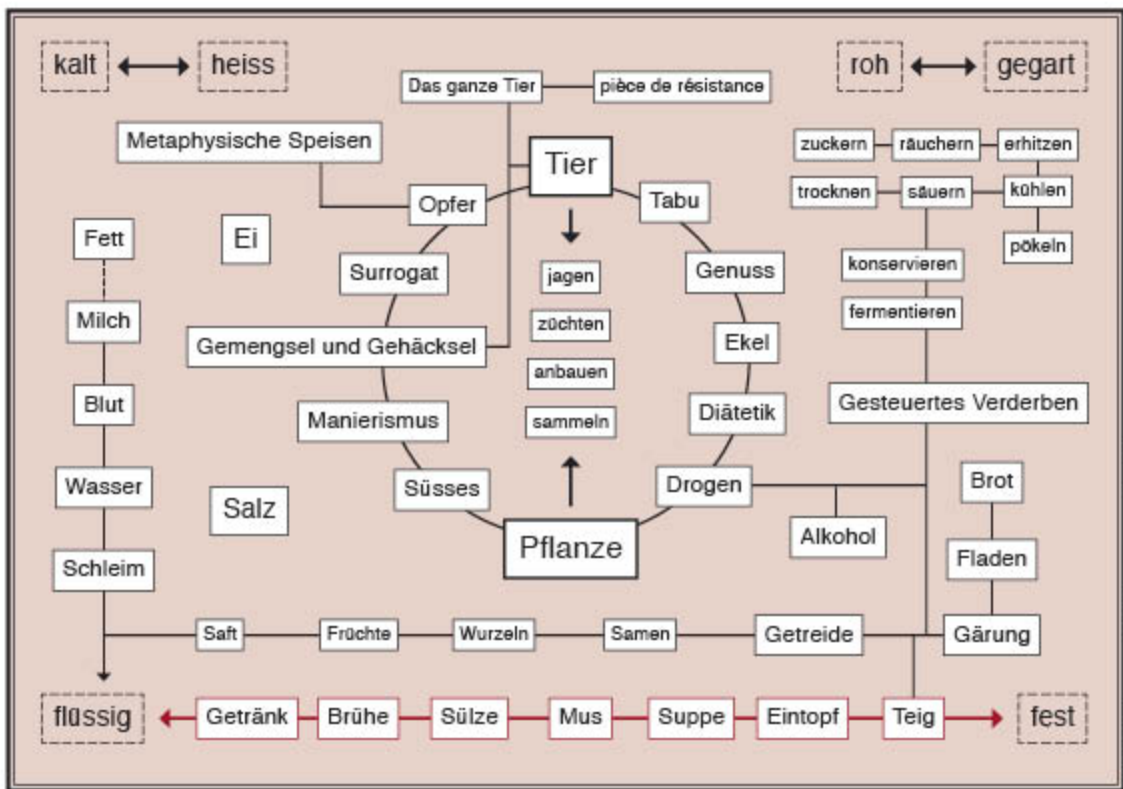 kalt
heiss
roh
gegart
Das ganze Tier
pièce de résistance
Metaphysische Speisen
Tier
zuckern
räuchern
erhitzen
trocknen
säuern
kühlen
pökeln
Opfer
Tabu
Fett
Ei
Surrogat
jagen
Genuss
konservieren
Milch
züchten
fermentieren
Gemengsel und Gehäcksel
Ekel
anbauen
Blut
Manierismus
sammeln
Diätetik
Gesteuertes Verderben
Wasser
Süsses
Drogen
Brot
Salz
Pflanze
Alkohol
Schleim
Fladen
Saft
Früchte
Wurzeln
Samen
Getreide
Gärung
flüssig
Getränk
Brühe
Sülze
Mus
Suppe
Eintopf
Teig
fest